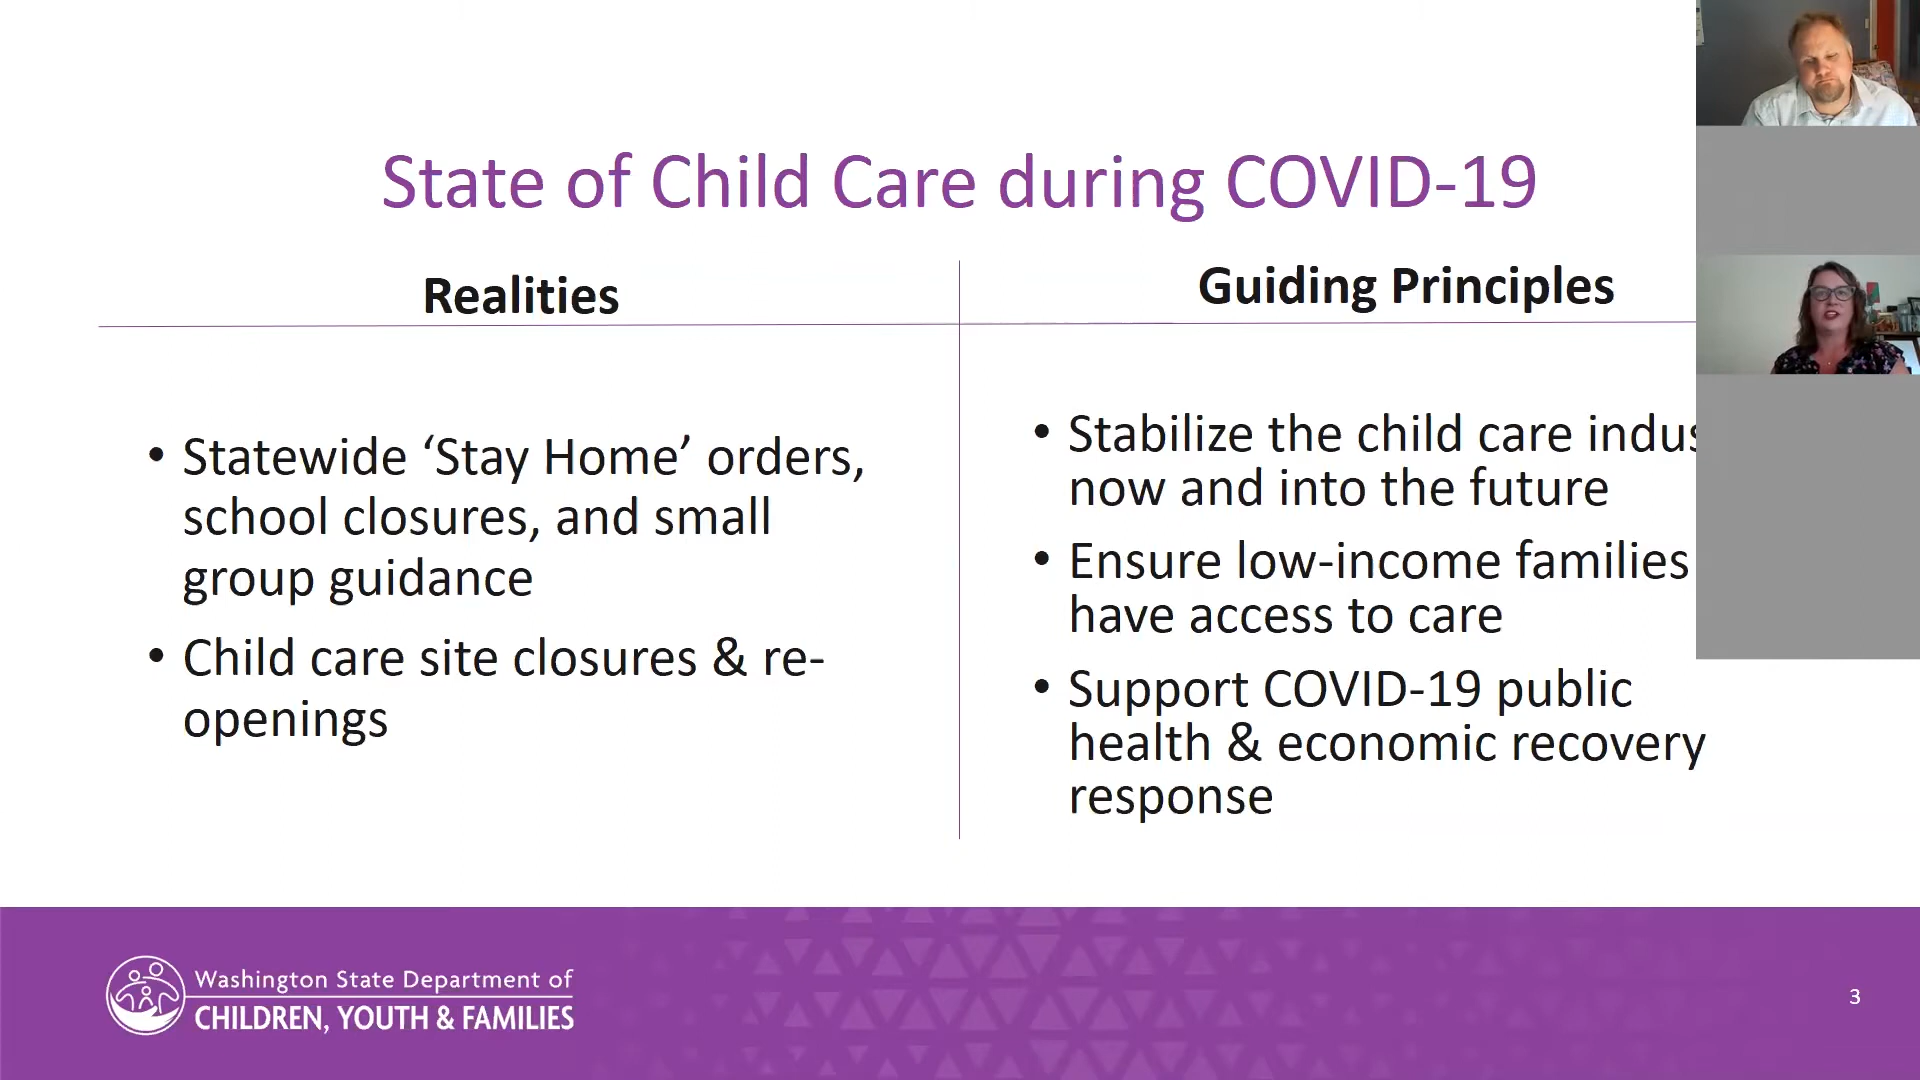 State of Child Care during COVID-19
Realities
• Statewide ‘Stay Home’ orders,
school closures, and small
group guidance
• Child care site closures & re-
openings
Guiding Principles
• Stabilize the child care indus
now and into the future
• Ensure low-income families
have access to care
• Support COVID-19 public
health & economic recovery
response
Washington State Department of
CHILDREN, YOUTH & FAMILIES
3